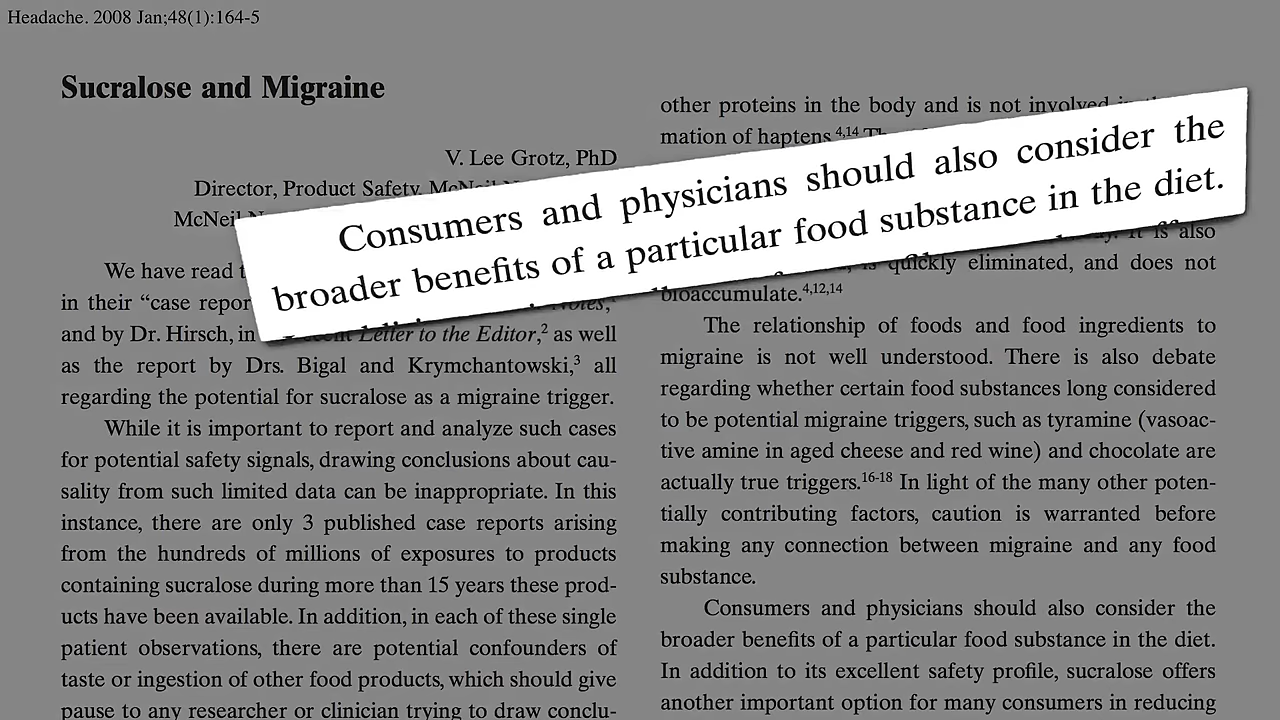 Headache. 2008 Jan;48(1):164-5
Sucralose and Migraine
V. Lee Grotz, PhD
Director, Product Safety, McNeil
McNeil
We have read
in their “case
and by Dr. Hirsch, in Letter to the Editor,2 as well
as the report by Drs. Bigal and Krymchantowski,3 all
regarding the potential for sucralose as a migraine trigger.
While it is important to report and analyze such cases
for potential safety signals, drawing conclusions about cau-
sality from such limited data can be inappropriate. In this
instance, there are only 3 published case reports arising
from the hundreds of millions of exposures to products
containing sucralose during more than 15 years these prod-
ucts have been available. In addition, in each of these single
patient observations, there are potential confounders of
taste or ingestion of other food products, which should give
pause to any researcher or clinician trying to draw conclu-
other proteins in the body and is not involved
mation of haptens.4,14
Consumers and physicians should also consider the
broader benefits of a particular food substance in the diet.
also
quickly eliminated, and does not
bioaccumulate.4,12,14
The relationship of foods and food ingredients to
migraine is not well understood. There is also debate
regarding whether certain food substances long considered
to be potential migraine triggers, such as tyramine (vasoac-
tive amine in aged cheese and red wine) and chocolate are
actually true triggers.16-18 In light of the many other poten-
tially contributing factors, caution is warranted before
making any connection between migraine and any food
substance.
Consumers and physicians should also consider the
broader benefits of a particular food substance in the diet.
In addition to its excellent safety profile, sucralose offers
another important option for many consumers in reducing